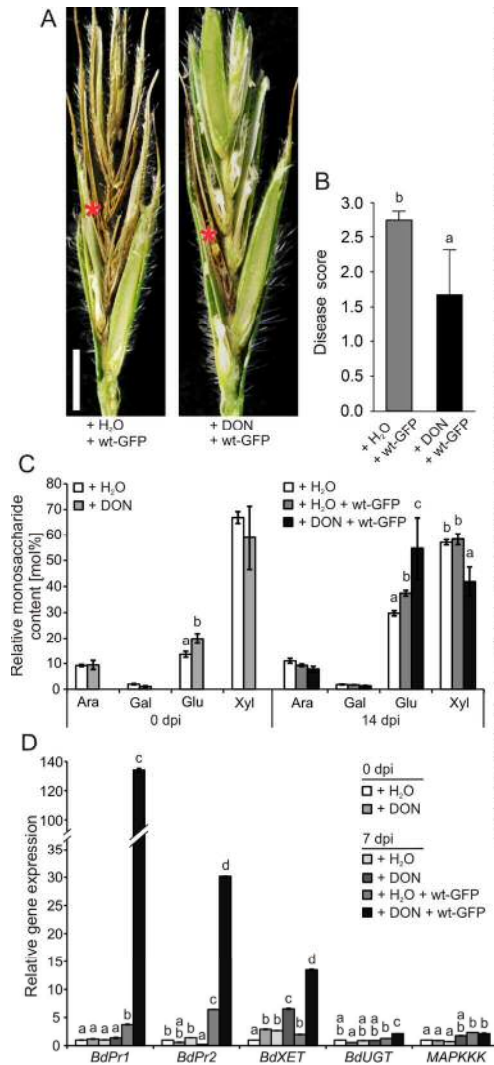 A
+ H₂O
+ wt-GFP
+ DON
+ wt-GFP
B
Disease score
3.0
2.5
2.0
1.5
1.0
0.5
0.0
b
a
+ H₂O
+ wt-GFP
+ DON
+ wt-GFP
C
Relative monosaccharide
content [mol%]
80
70
60
50
40
30
20
10
0
+ H₂O
+ DON
+ H₂O
+ H₂O + wt-GFP
+ DON + wt-GFP
a b
a b c
b b a
Ara Gal Glu Xyl Ara Gal Glu Xyl
0 dpi 14 dpi
D
Relative gene expression
140
130
120
110
100
35
30
25
20
15
10
5
0
0 dpi
+ H₂O
+ DON
7 dpi
+ H₂O
+ DON
+ H₂O + wt-GFP
+ DON + wt-GFP
a a a a b c
b a b b a c d
a b b c b d
a b a a b a b b c
a a a b b b
BdPr1 BdPr2 BdXET BdUGT MAPKKK